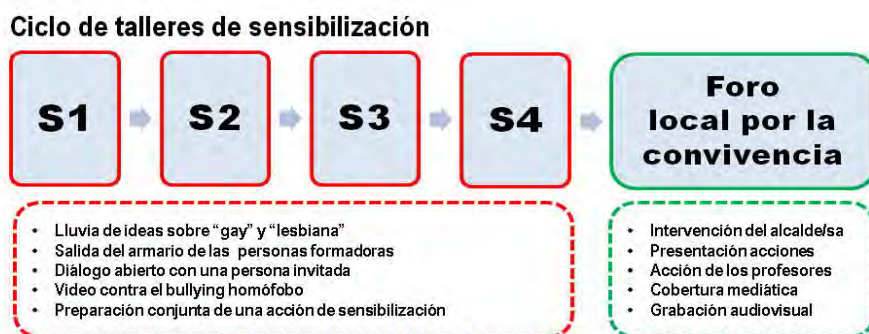 Ciclo de talleres de sensibilización
S1
S2
S3
S4
Foro
local por la
convivencia
• Lluvia de ideas sobre “gay” y “lesbiana”
• Salida del armario de las personas formadoras
• Diálogo abierto con una persona invitada
• Video contra el bullying homófobo
• Preparación conjunta de una acción de sensibilización
• Intervención del alcalde/sa
• Presentación acciones
• Acción de los profesores
• Cobertura mediática
• Grabación audiovisual